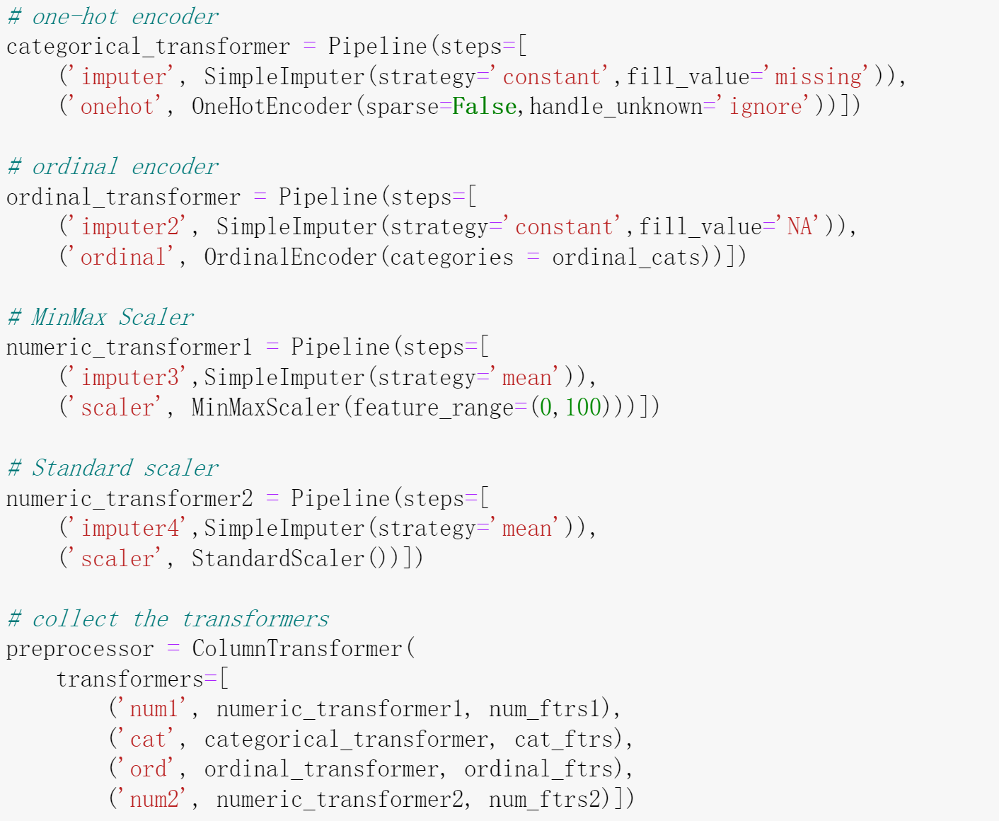 # one-hot encoder
categorical_transformer = Pipeline(steps=[
    ('imputer', SimpleImputer(strategy='constant',fill_value='missing')),
    ('onehot', OneHotEncoder(sparse=False,handle_unknown='ignore'))])

# ordinal encoder
ordinal_transformer = Pipeline(steps=[
    ('imputer2', SimpleImputer(strategy='constant',fill_value='NA')),
    ('ordinal', OrdinalEncoder(categories = ordinal_cats))])

# MinMax Scaler
numeric_transformer1 = Pipeline(steps=[
    ('imputer3',SimpleImputer(strategy='mean')),
    ('scaler', MinMaxScaler(feature_range=(0,100)))])

# Standard scaler
numeric_transformer2 = Pipeline(steps=[
    ('imputer4',SimpleImputer(strategy='mean')),
    ('scaler', StandardScaler())])

# collect the transformers
preprocessor = ColumnTransformer(
    transformers=[
        ('num1', numeric_transformer1, num_ftrs1),
        ('cat', categorical_transformer, cat_ftrs),
        ('ord', ordinal_transformer, ordinal_ftrs),
        ('num2', numeric_transformer2, num_ftrs2)])